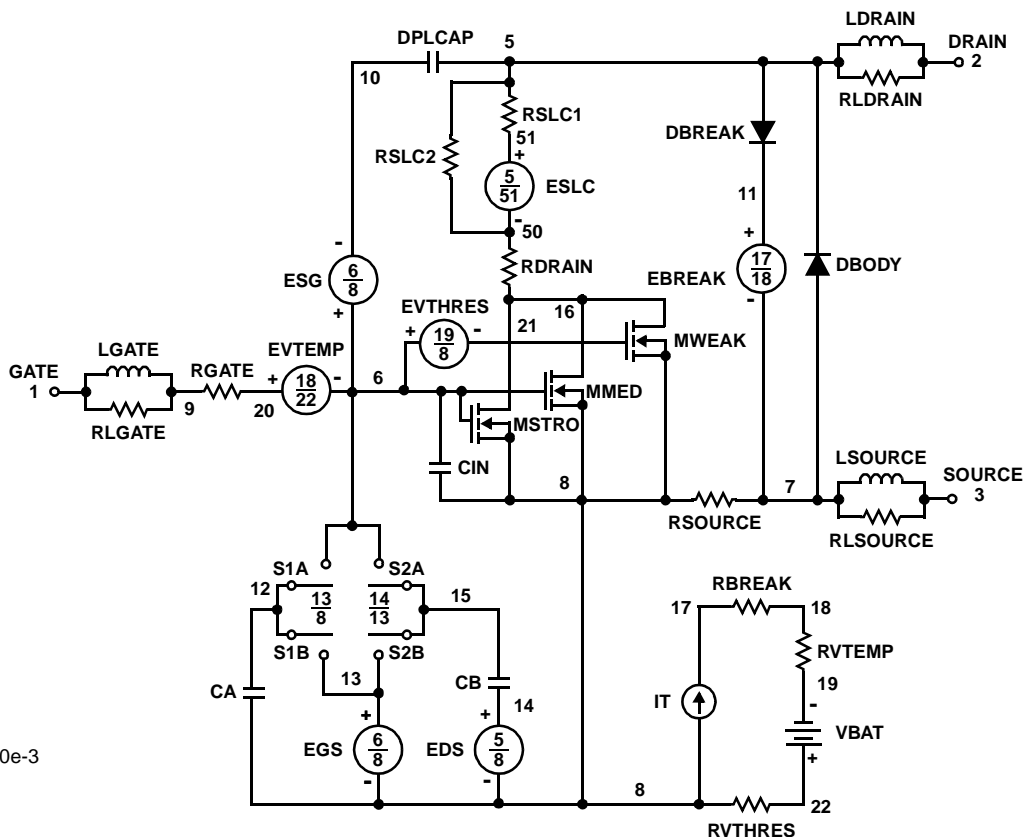 LDRAIN
DPLCAP 5 DRAIN
10 2
RLDRAIN
RSLC1
51
DBREAK
RSLC2
+
5
51
ESLC
11
-
50
-
+
17
18
6
8
ESG
RDRAIN
EBREAK
DBODY
+
-
EVTHRES
16
21
+
19
8
-
MWEAK
LGATE
EVTEMP
GATE
1
RGATE
+
18
22
-
6
MMED
9
20
MSTRO
RLGATE
CIN
LSOURCE
8
7
SOURCE
3
RSOURCE
RLSOURCE
S1A
S2A
12
13
8
14
13
15
RBREAK
17
18
S1B
S2B
RVTEMP
13
CB
19
CA
14
IT
-
VBAT
+
+
EGS
6
8
EDS
5
8
+
-
-
8
22
RVTHRES
0e-3